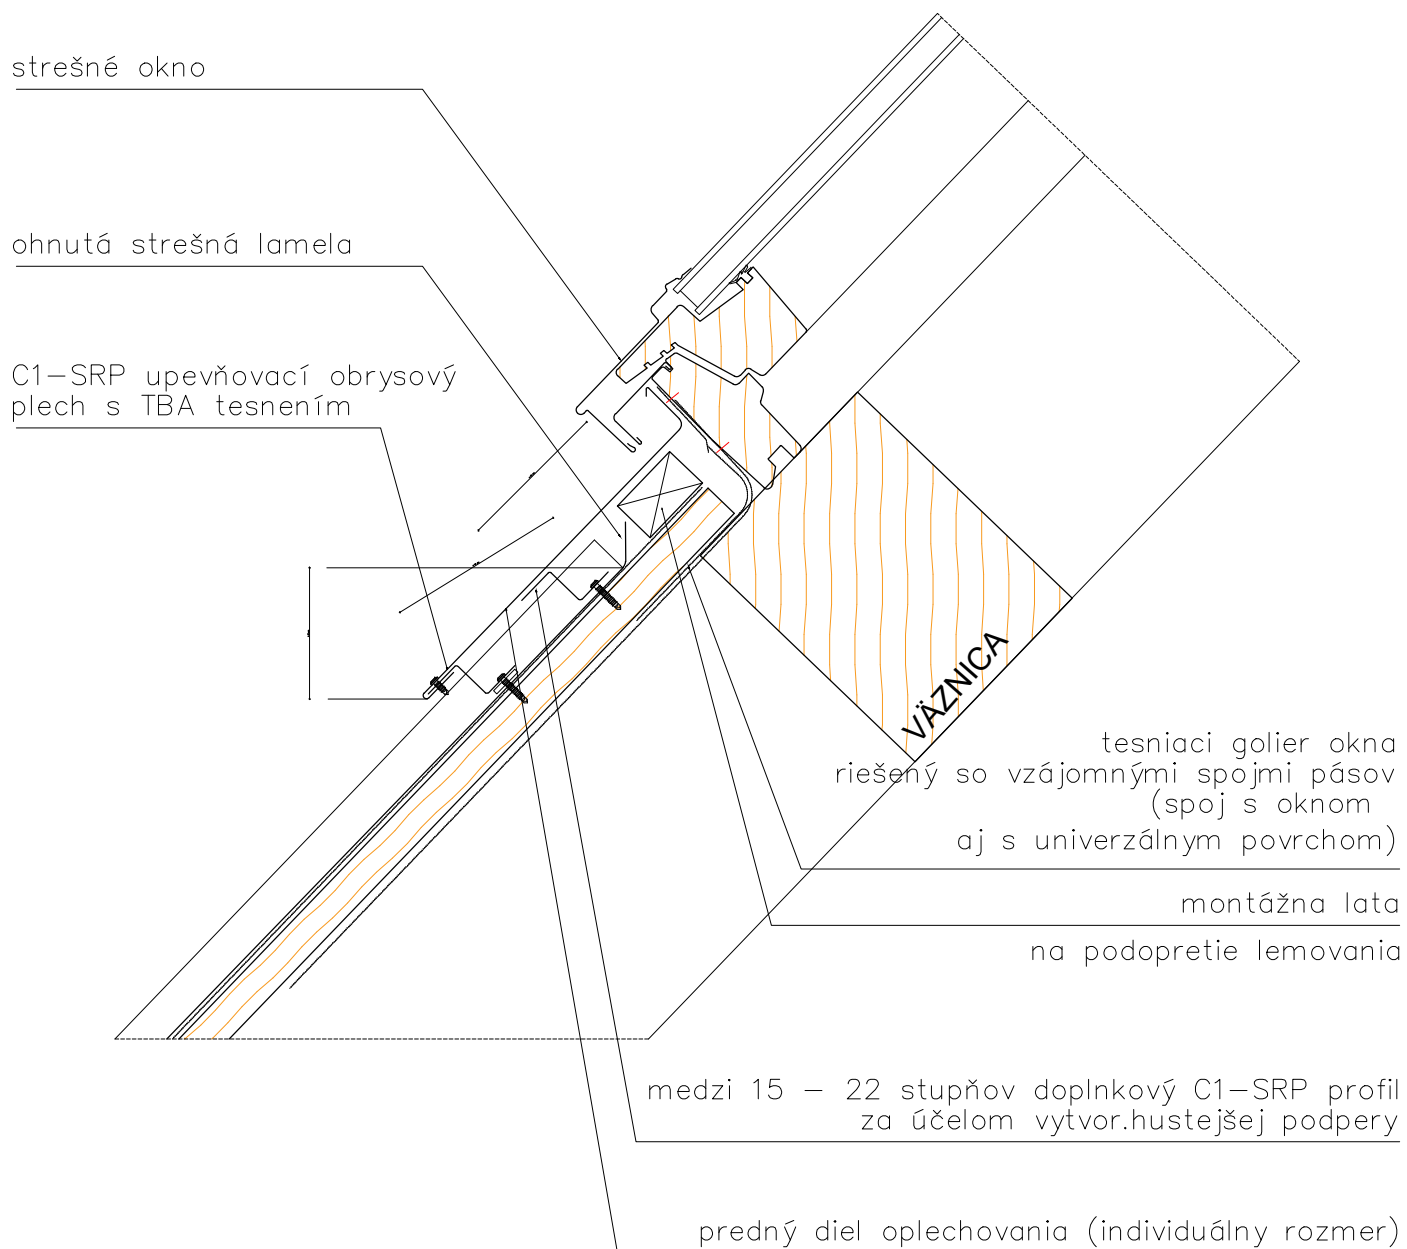 strešné okno
ohnutá strešná lamela
C1-SRP upevňovací obrysový
plech s TBA tesnením
VÄZNICA
tesniaci golier okna
riešený so vzájomnými spojmi pásov
(spoj s oknom
aj s univerzálnym povrchom)
montážna lata
na podopretie lemovania
medzi 15 – 22 stupňov doplnkový C1-SRP profil
za účelom vytvor.hustejšej podpery
predný diel oplechovania (individuálny rozmer)